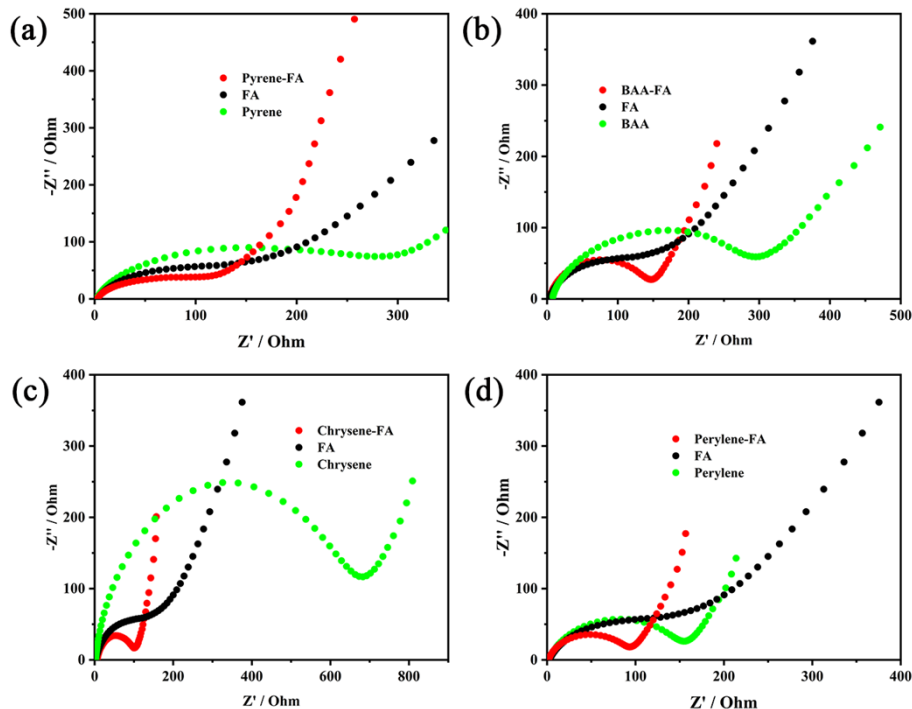 (a)
500
400
300
200
100
0
-Z'' / Ohm
Pyrene-FA
FA
Pyrene
0
100
200
300
Z' / Ohm
(b)
400
300
200
100
0
-Z'' / Ohm
BAA-FA
FA
BAA
0
100
200
300
400
500
Z' / Ohm
(c)
400
300
200
100
0
-Z'' / Ohm
Chrysene-FA
FA
Chrysene
0
200
400
600
800
Z' / Ohm
(d)
400
300
200
100
0
-Z'' / Ohm
Perylene-FA
FA
Perylene
0
100
200
300
400
Z' / Ohm